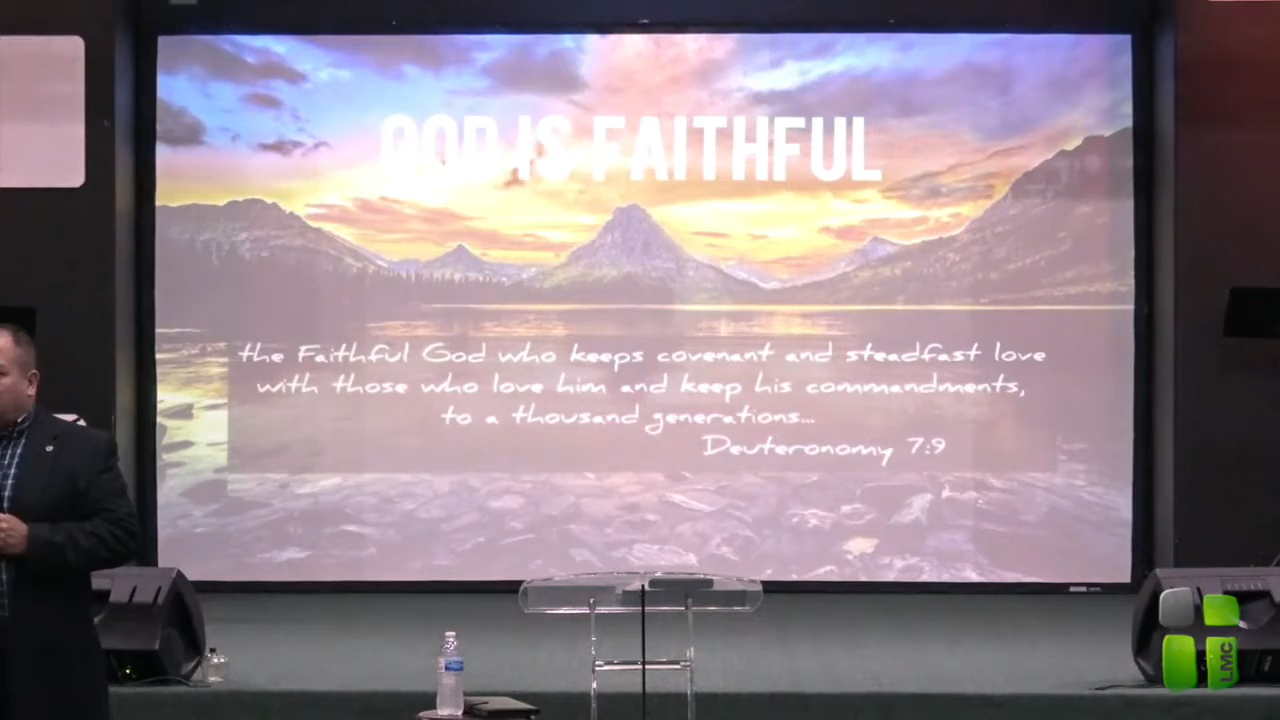 GOD IS FAITHFUL
the Faithful God who keeps covenant and steadfast love
with those who love him and keep his commandments,
to a thousand generations...
Deuteronomy 7:9
LMC